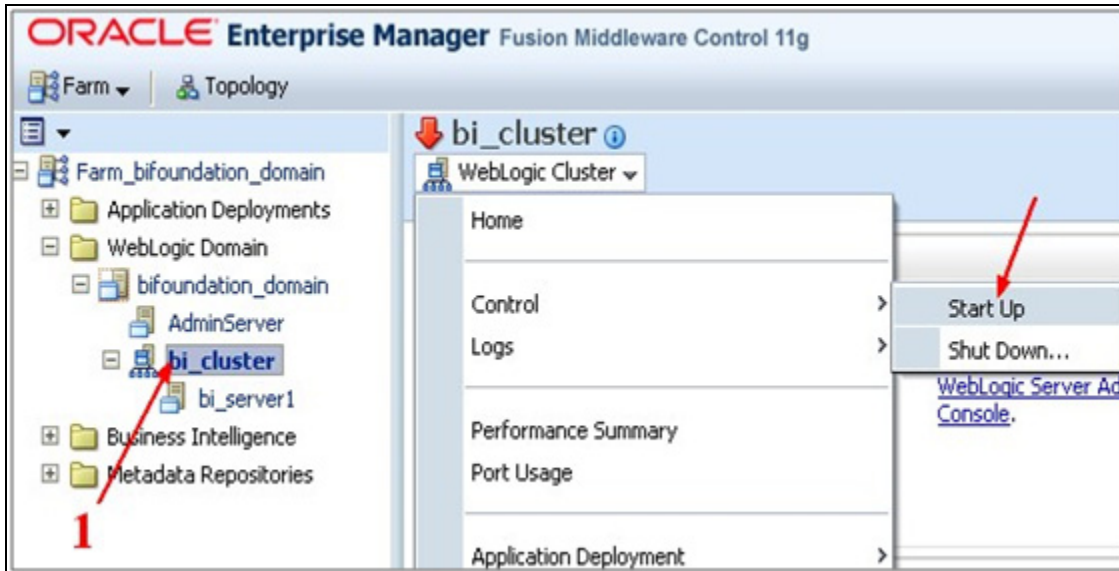 ORACLE Enterprise Manager Fusion Middleware Control 11g
Farm Topology
bi_cluster
Farm_bifoundation_domain
WebLogic Cluster
Application Deployments
Home
WebLogic Domain
bifoundation_domain
AdminServer
Control
Start Up
bi_cluster
Logs
Shut Down...
bi_server1
WebLogic Server Ad
Console.
Business Intelligence
Performance Summary
Metadata Repositories
Port Usage
1
Application Deployment